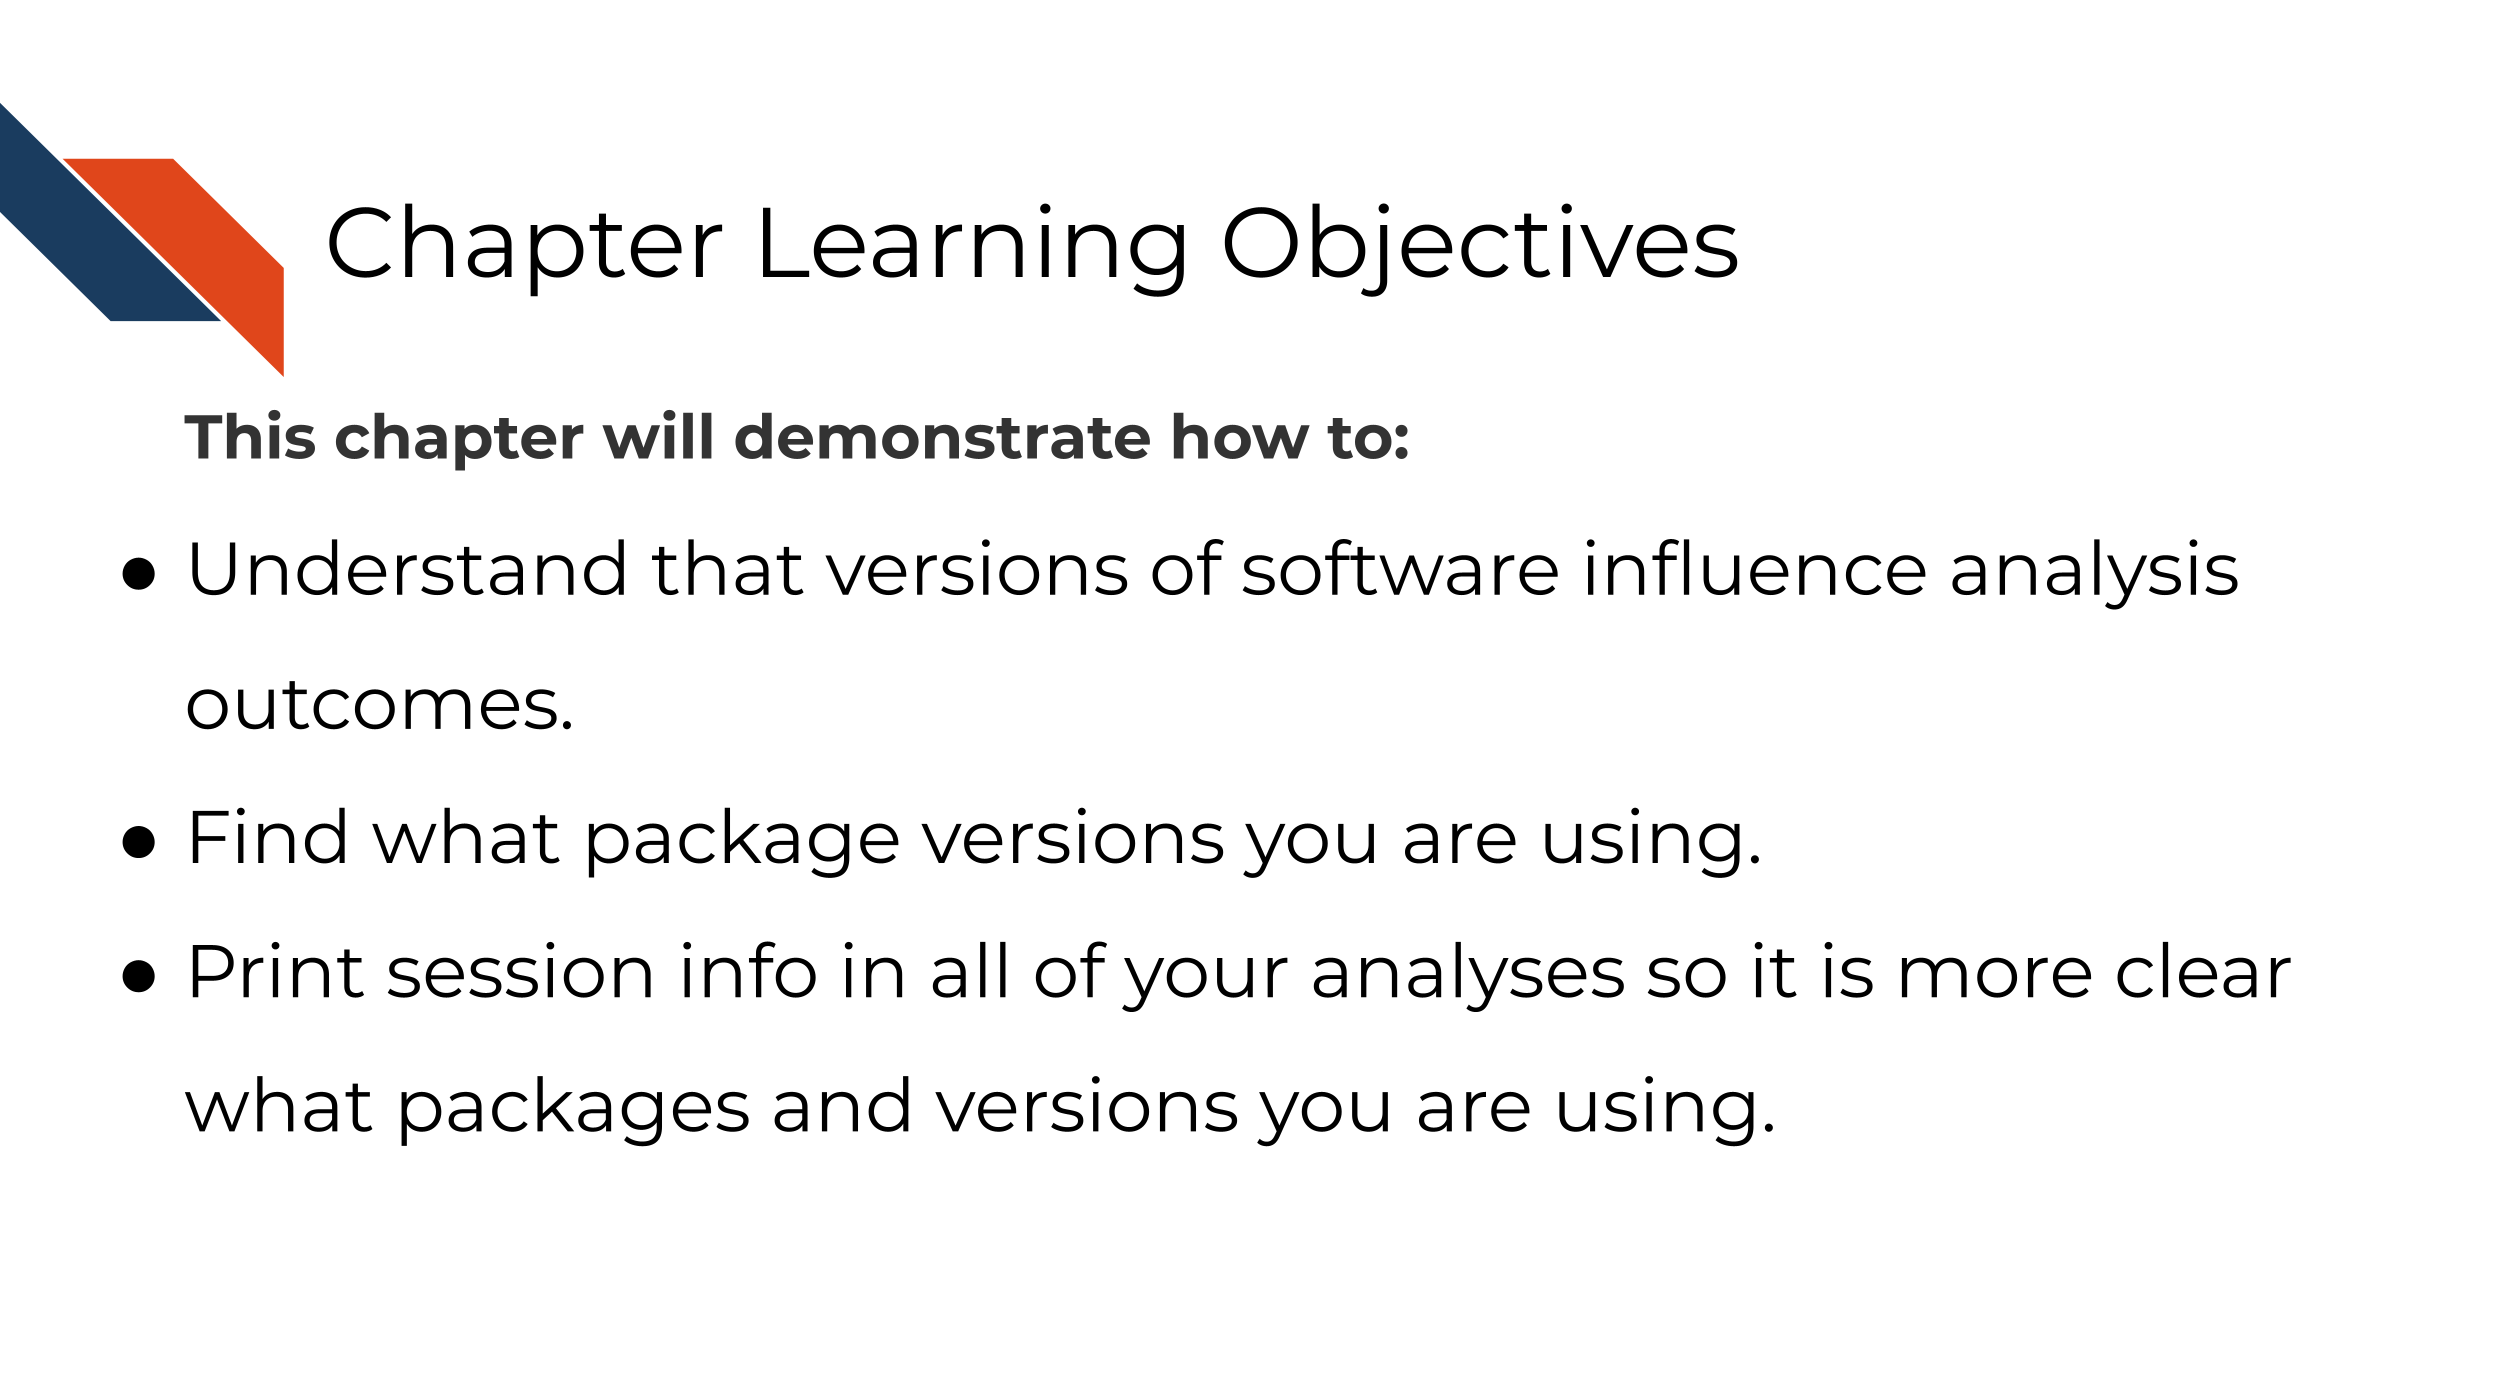 Chapter Learning Objectives
This chapter will demonstrate how to:
● Understand that versions of software influence analysis
outcomes.
● Find what package versions you are using.
● Print session info in all of your analyses so it is more clear
what packages and versions you are using.